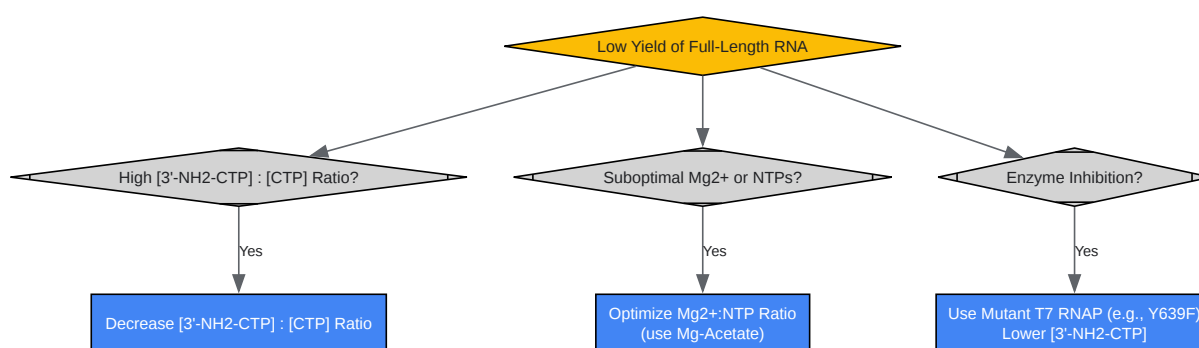 Low Yield of Full-Length RNA
High [3'-NH2-CTP] : [CTP] Ratio?
Suboptimal Mg2+ or NTPs?
Enzyme Inhibition?
Yes
Yes
Yes
Decrease [3'-NH2-CTP] : [CTP] Ratio
Optimize Mg2+:NTP Ratio
(use Mg-Acetate)
Use Mutant T7 RNAP (e.g., Y639F)
Lower [3'-NH2-CTP]